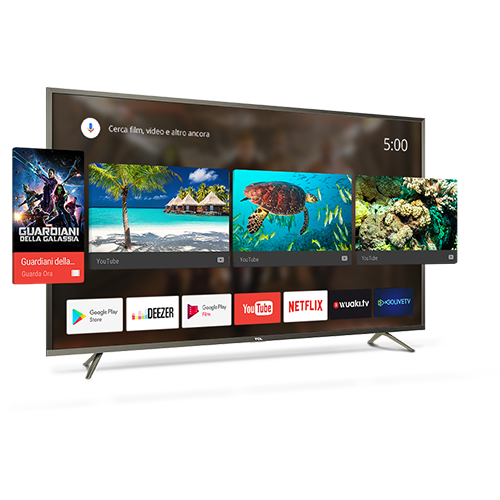 Cerca film, video e altro ancora
5:00
GUARDIANI
DELLA GALASSIA
Guardiani della...
Guarda Ora
YouTube
YouTube
YouTube
Google Play
Store
DEEZER
Google Play
Film
YouTube
NETFLIX
wuaki.tv
GOLIVETV
TCL